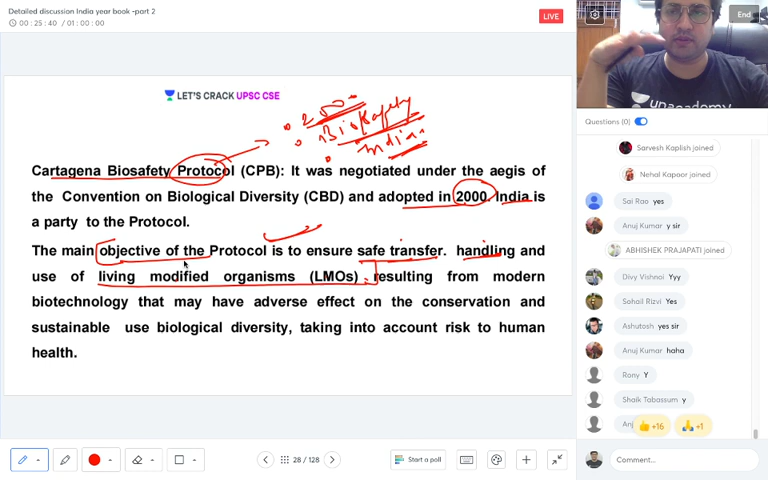 Detailed discussion India year book -part 2
00 : 25 : 40 / 01 : 00 : 00
LIVE
End
LET'S CRACK UPSC CSE
2000
Biosafety
India
Cartagena Biosafety Protocol (CPB): It was negotiated under the aegis of
the Convention on Biological Diversity (CBD) and adopted in 2000. India is
a party to the Protocol.
The main objective of the Protocol is to ensure safe transfer. handling and
use of living modified organisms (LMOs) resulting from modern
biotechnology that may have adverse effect on the conservation and
sustainable use biological diversity, taking into account risk to human
health.
28 / 128
Start a poll
unacademy
Questions (0)
Sarvesh Kaplish joined
Nehal Kapoor joined
Sai Rao yes
Anuj Kumar y sir
ABHISHEK PRAJAPATI joined
Divy Vishnoi Yyy
Sohail Rizvi Yes
Ashutosh yes sir
Anuj Kumar haha
Rony Y
Shaik Tabassum y
+16 +1
Comment...